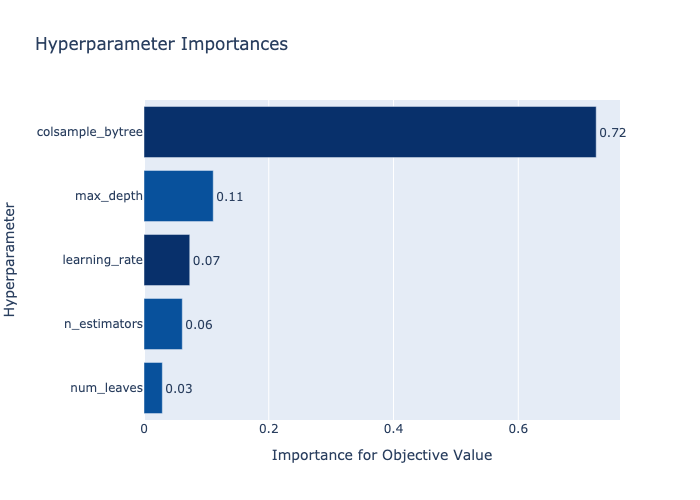 Hyperparameter Importances
Hyperparameter
colsample_bytree 0.72
max_depth 0.11
learning_rate 0.07
n_estimators 0.06
num_leaves 0.03
0 0.2 0.4 0.6
Importance for Objective Value